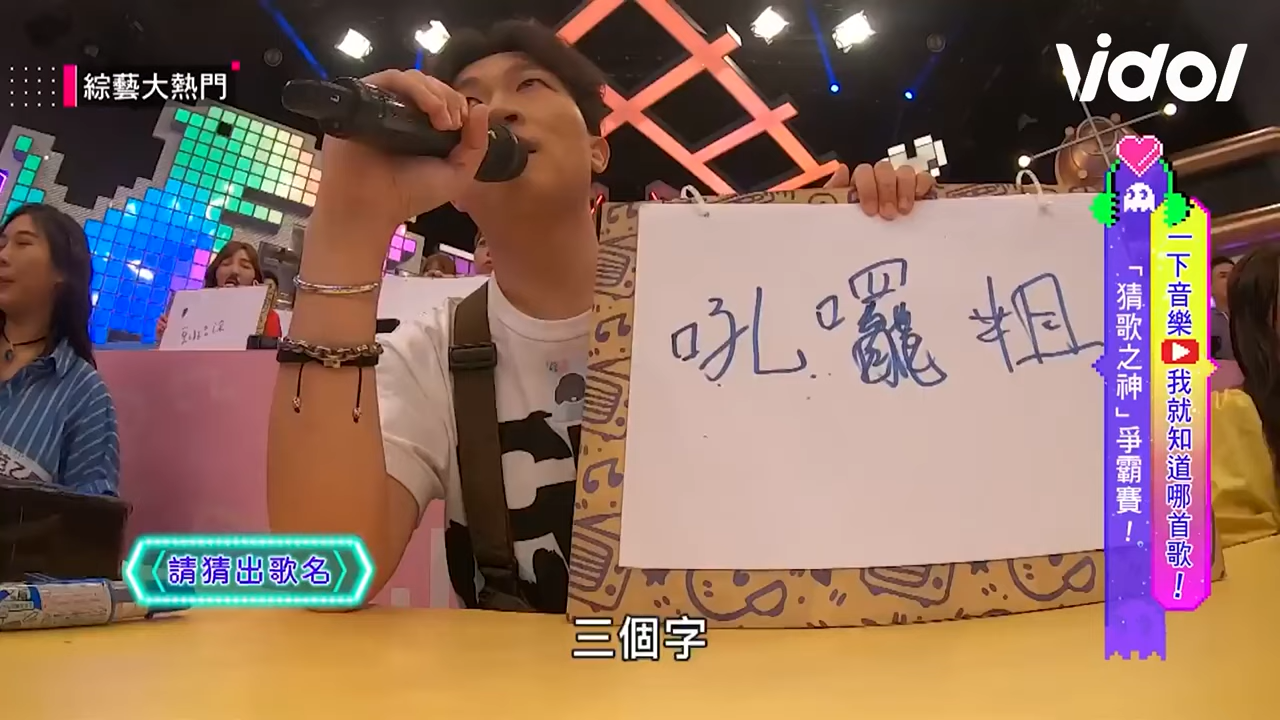 綜藝大熱門
Vidol
吼囉粗
一下音樂我就知道哪首歌！
「猜歌之神」爭霸賽！
請猜出歌名
三個字